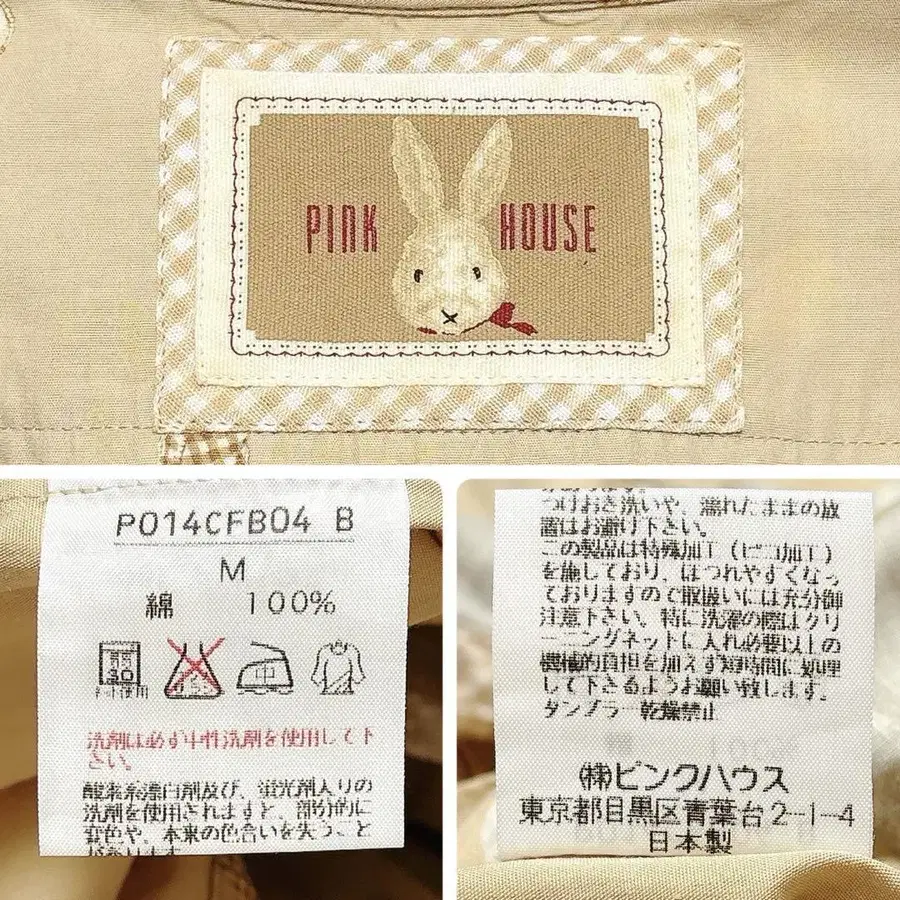 PINK HOUSE
P014CFB04 B
M
綿 100%
ネット使用
洗剤は必ず中性洗剤を使用して下
さい。
酸素系漂白剤及び、蛍光剤入りの
洗剤を使用されますと、部分的に
変色や、本来の色合いを失うこと
があります。
つけおき洗いや、濡れたままの放
置はお避け下さい。
この製品は特殊加工(ピコ加工)
を施しており、ほつれやすくなっ
ておりますので取扱いには充分御
注意下さい。特に洗濯の際はクリ
ーニングネットに入れ必要以上の
機械的負担を加えず短時間に処理
して下さるようお願い致します。
タンブラー乾燥禁止
㈱ピンクハウス
東京都目黒区青葉台2-1-4
日本製